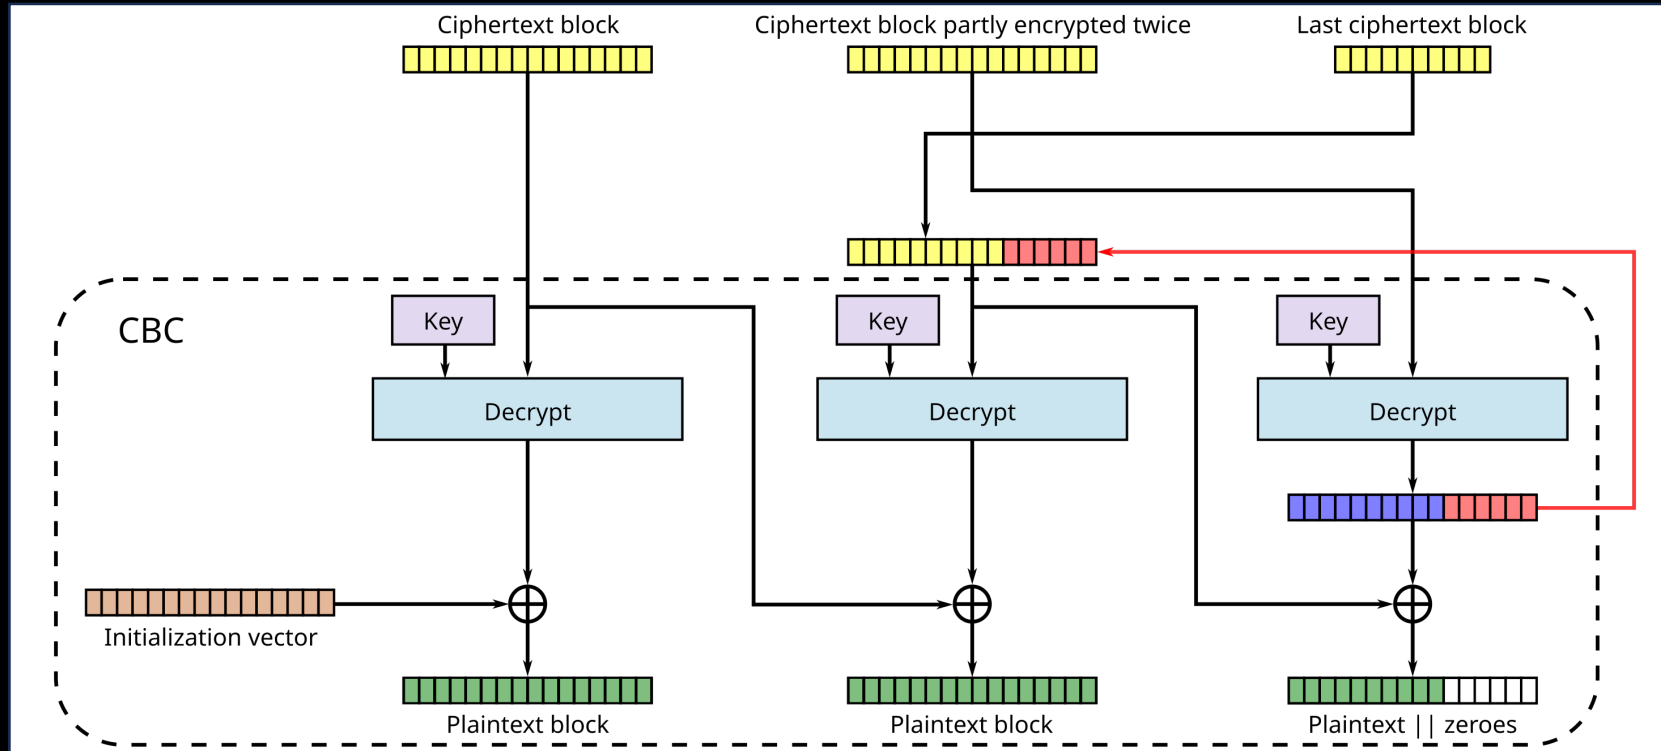 Ciphertext block
Ciphertext block partly encrypted twice
Last ciphertext block
CBC
Key
Key
Key
Decrypt
Decrypt
Decrypt
Initialization vector
Plaintext block
Plaintext block
Plaintext || zeroes